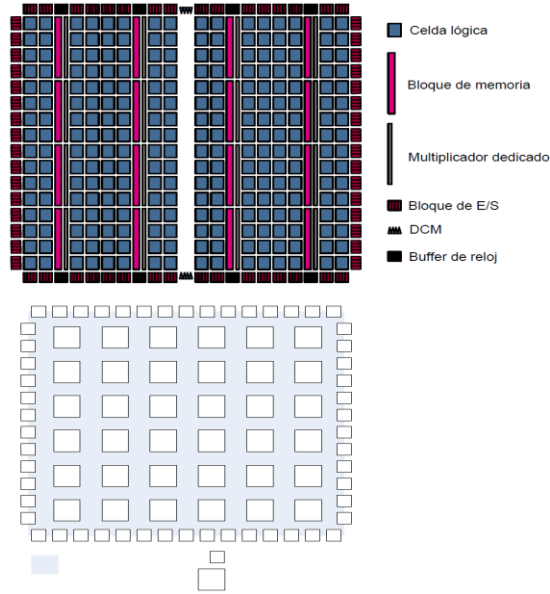 Celda lógica
Bloque de memoria
Multiplicador dedicado
Bloque de E/S
DCM
Buffer de reloj